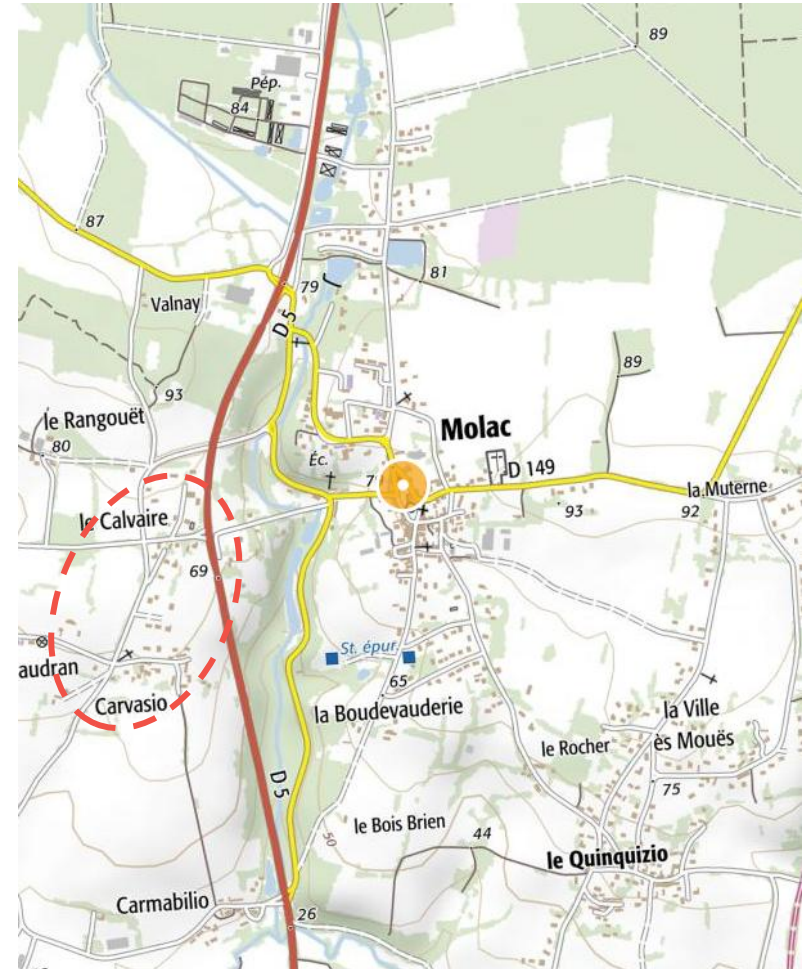 89
Pép.
84
87
81
79
Valnay
D 5
89
93
le Rangouët
80
Molac
Éc.
7
D 149
la Muterne
le Calvaire
93
92
69
St. épur
audran
65
Carvasio
la Boudevauderie
la Ville
ès Mouës
le Rocher
75
D 5
le Bois Brien
50
44
le Quinquizio
Carmabilio
26